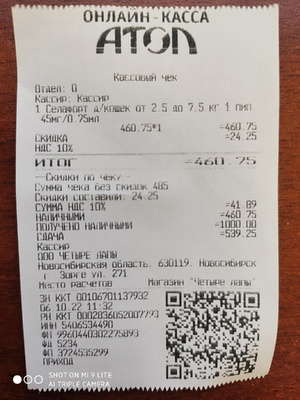 ОНЛАЙН-КАССА
АТОЛ
Кассовый чек
Отдел: 0
Кассир: Кассир
1 Селафорт д/кошек от 2.5 до 7.5 кг 1 пип
45мг/0.75мл
460.75*1 =460.75
СКИДКА =24.25
НДС 10%
ИТОГ =460.75
--Скидки по чеку--
Сумма чека без скидок 485
Скидки составили: 24.25
СУММА НДС 10% =41.89
НАЛИЧНЫМИ =460.75
ПОЛУЧЕНО НАЛИЧНЫМИ =1000.00
СДАЧА =539.25
Кассир
ООО ЧЕТЫРЕ ЛАПЫ
Новосибирская область, 630119, Новосибирск
г, Зорге ул, 271
Место расчетов Магазин "Четыре лапы"
ЗН ККТ 00106701137932
06.10.22 11:32
РН ККТ 0002836052007793
ИНН 5406534490
ФН 9960440302275893
ФД 5234
ФП 3724535299
ПРИХОД
SHOT ON MI 9 LITE
AI TRIPLE CAMERA